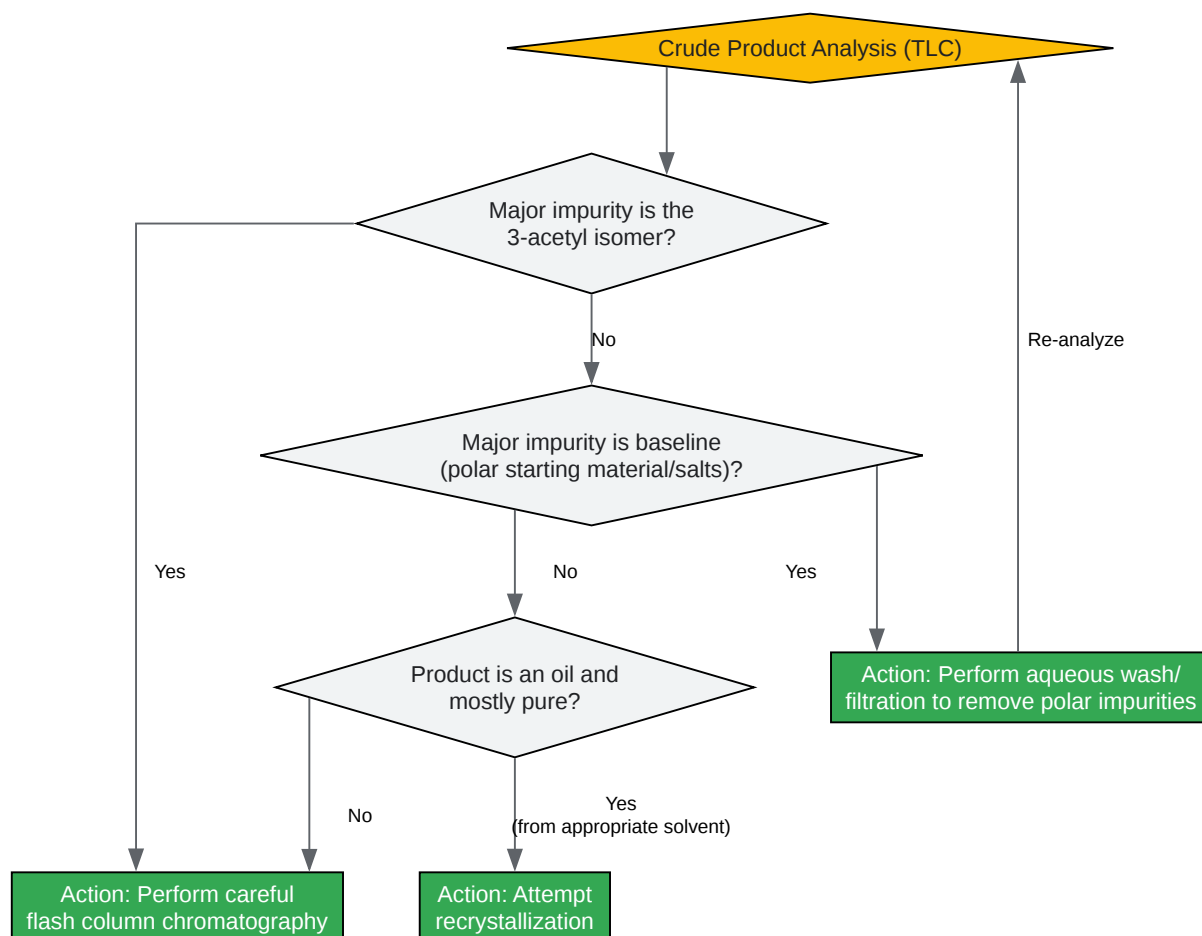 Crude Product Analysis (TLC)
Major impurity is the
3-acetyl isomer?
No
Re-analyze
Major impurity is baseline
(polar starting material/salts)?
Yes
No
Yes
Product is an oil and
mostly pure?
Action: Perform aqueous wash/
filtration to remove polar impurities
No
Yes
(from appropriate solvent)
Action: Perform careful
flash column chromatography
Action: Attempt
recrystallization